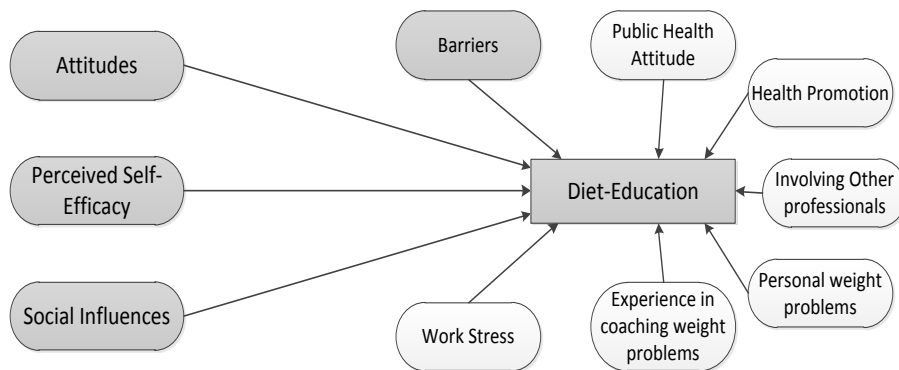 Attitudes
Barriers
Public Health
Attitude
Health Promotion
Perceived Self-
Efficacy
Diet-Education
Involving Other
professionals
Social Influences
Work Stress
Experience in
coaching weight
problems
Personal weight
problems